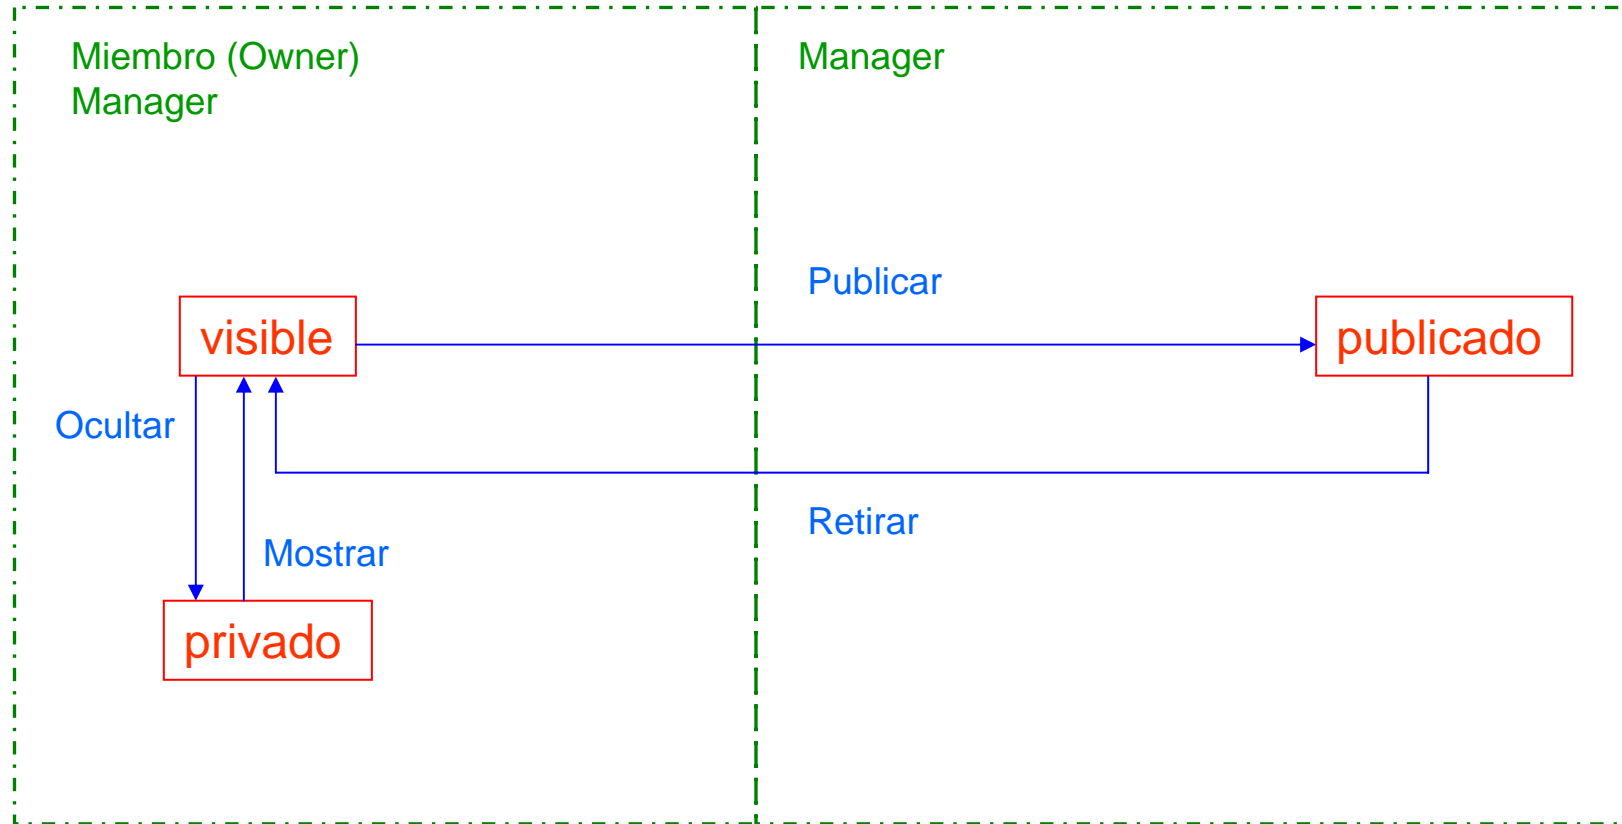 Miembro (Owner)
Manager
Manager
Publicar
visible
publicado
Ocultar
Retirar
Mostrar
privado